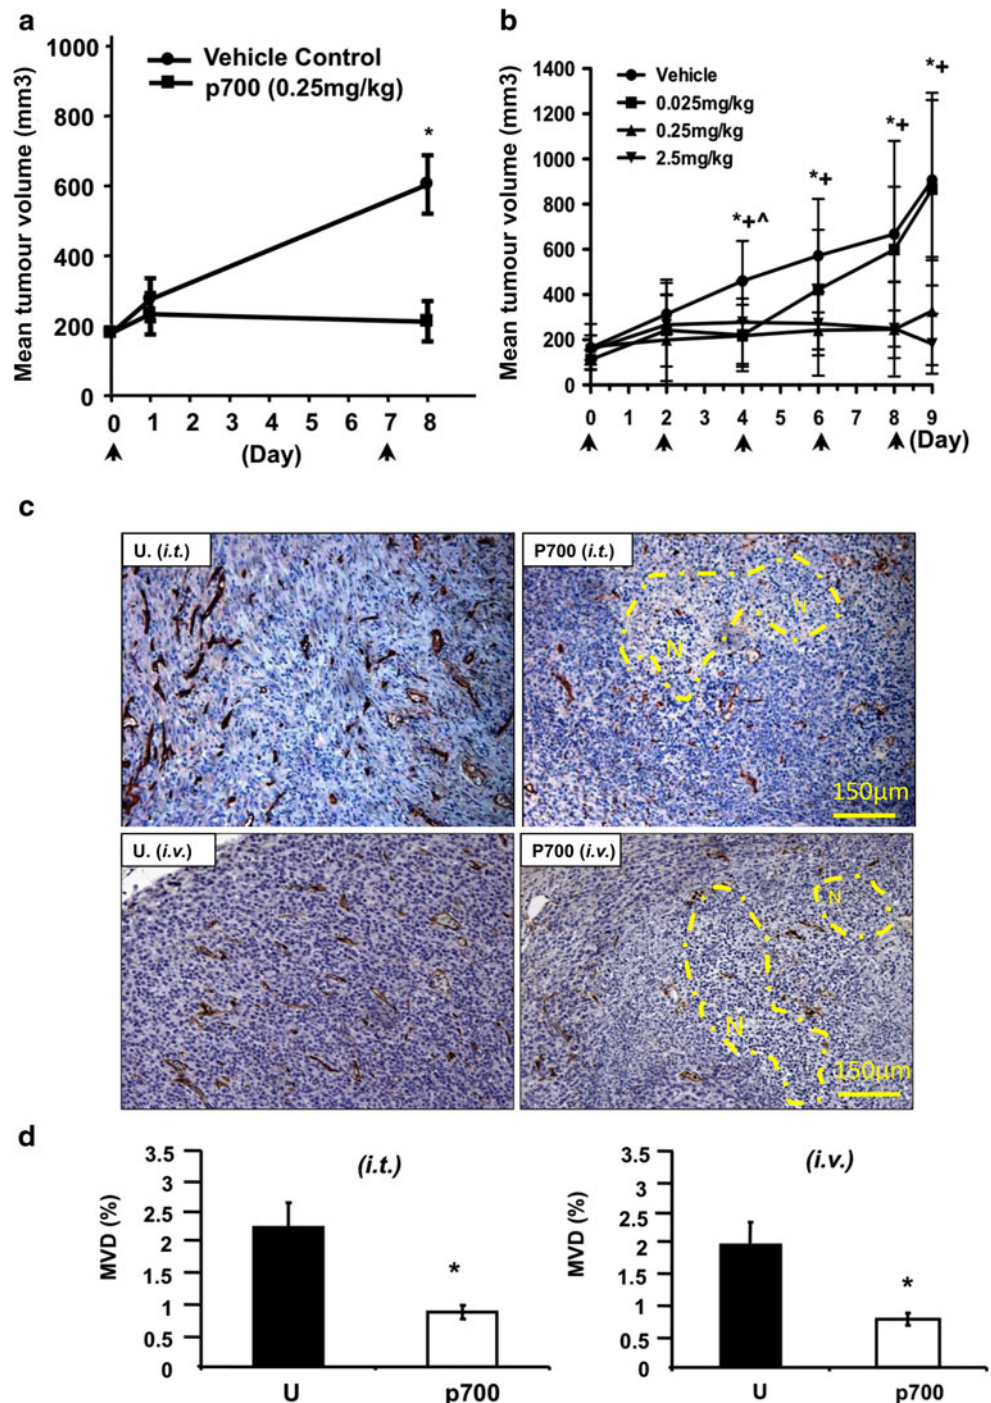 a
Mean tumour volume (mm3)
1000
800
600
400
200
0
Vehicle Control
p700 (0.25mg/kg)
*
0 1 2 3 4 5 6 7 8
(Day)
b
Mean tumour volume (mm3)
1400
1200
1000
800
600
400
200
0
Vehicle
0.025mg/kg
0.25mg/kg
2.5mg/kg
*+^
*+
*+
*+
0 1 2 3 4 5 6 7 8 9
(Day)
c
U. (i.t.)
P700 (i.t.)
N
N
150µm
U. (i.v.)
P700 (i.v.)
N
N
150µm
d
MVD (%)
3.5
3
2.5
2
1.5
1
0.5
0
(i.t.)
*
U p700
MVD (%)
3.5
3
2.5
2
1.5
1
0.5
0
(i.v.)
*
U p700